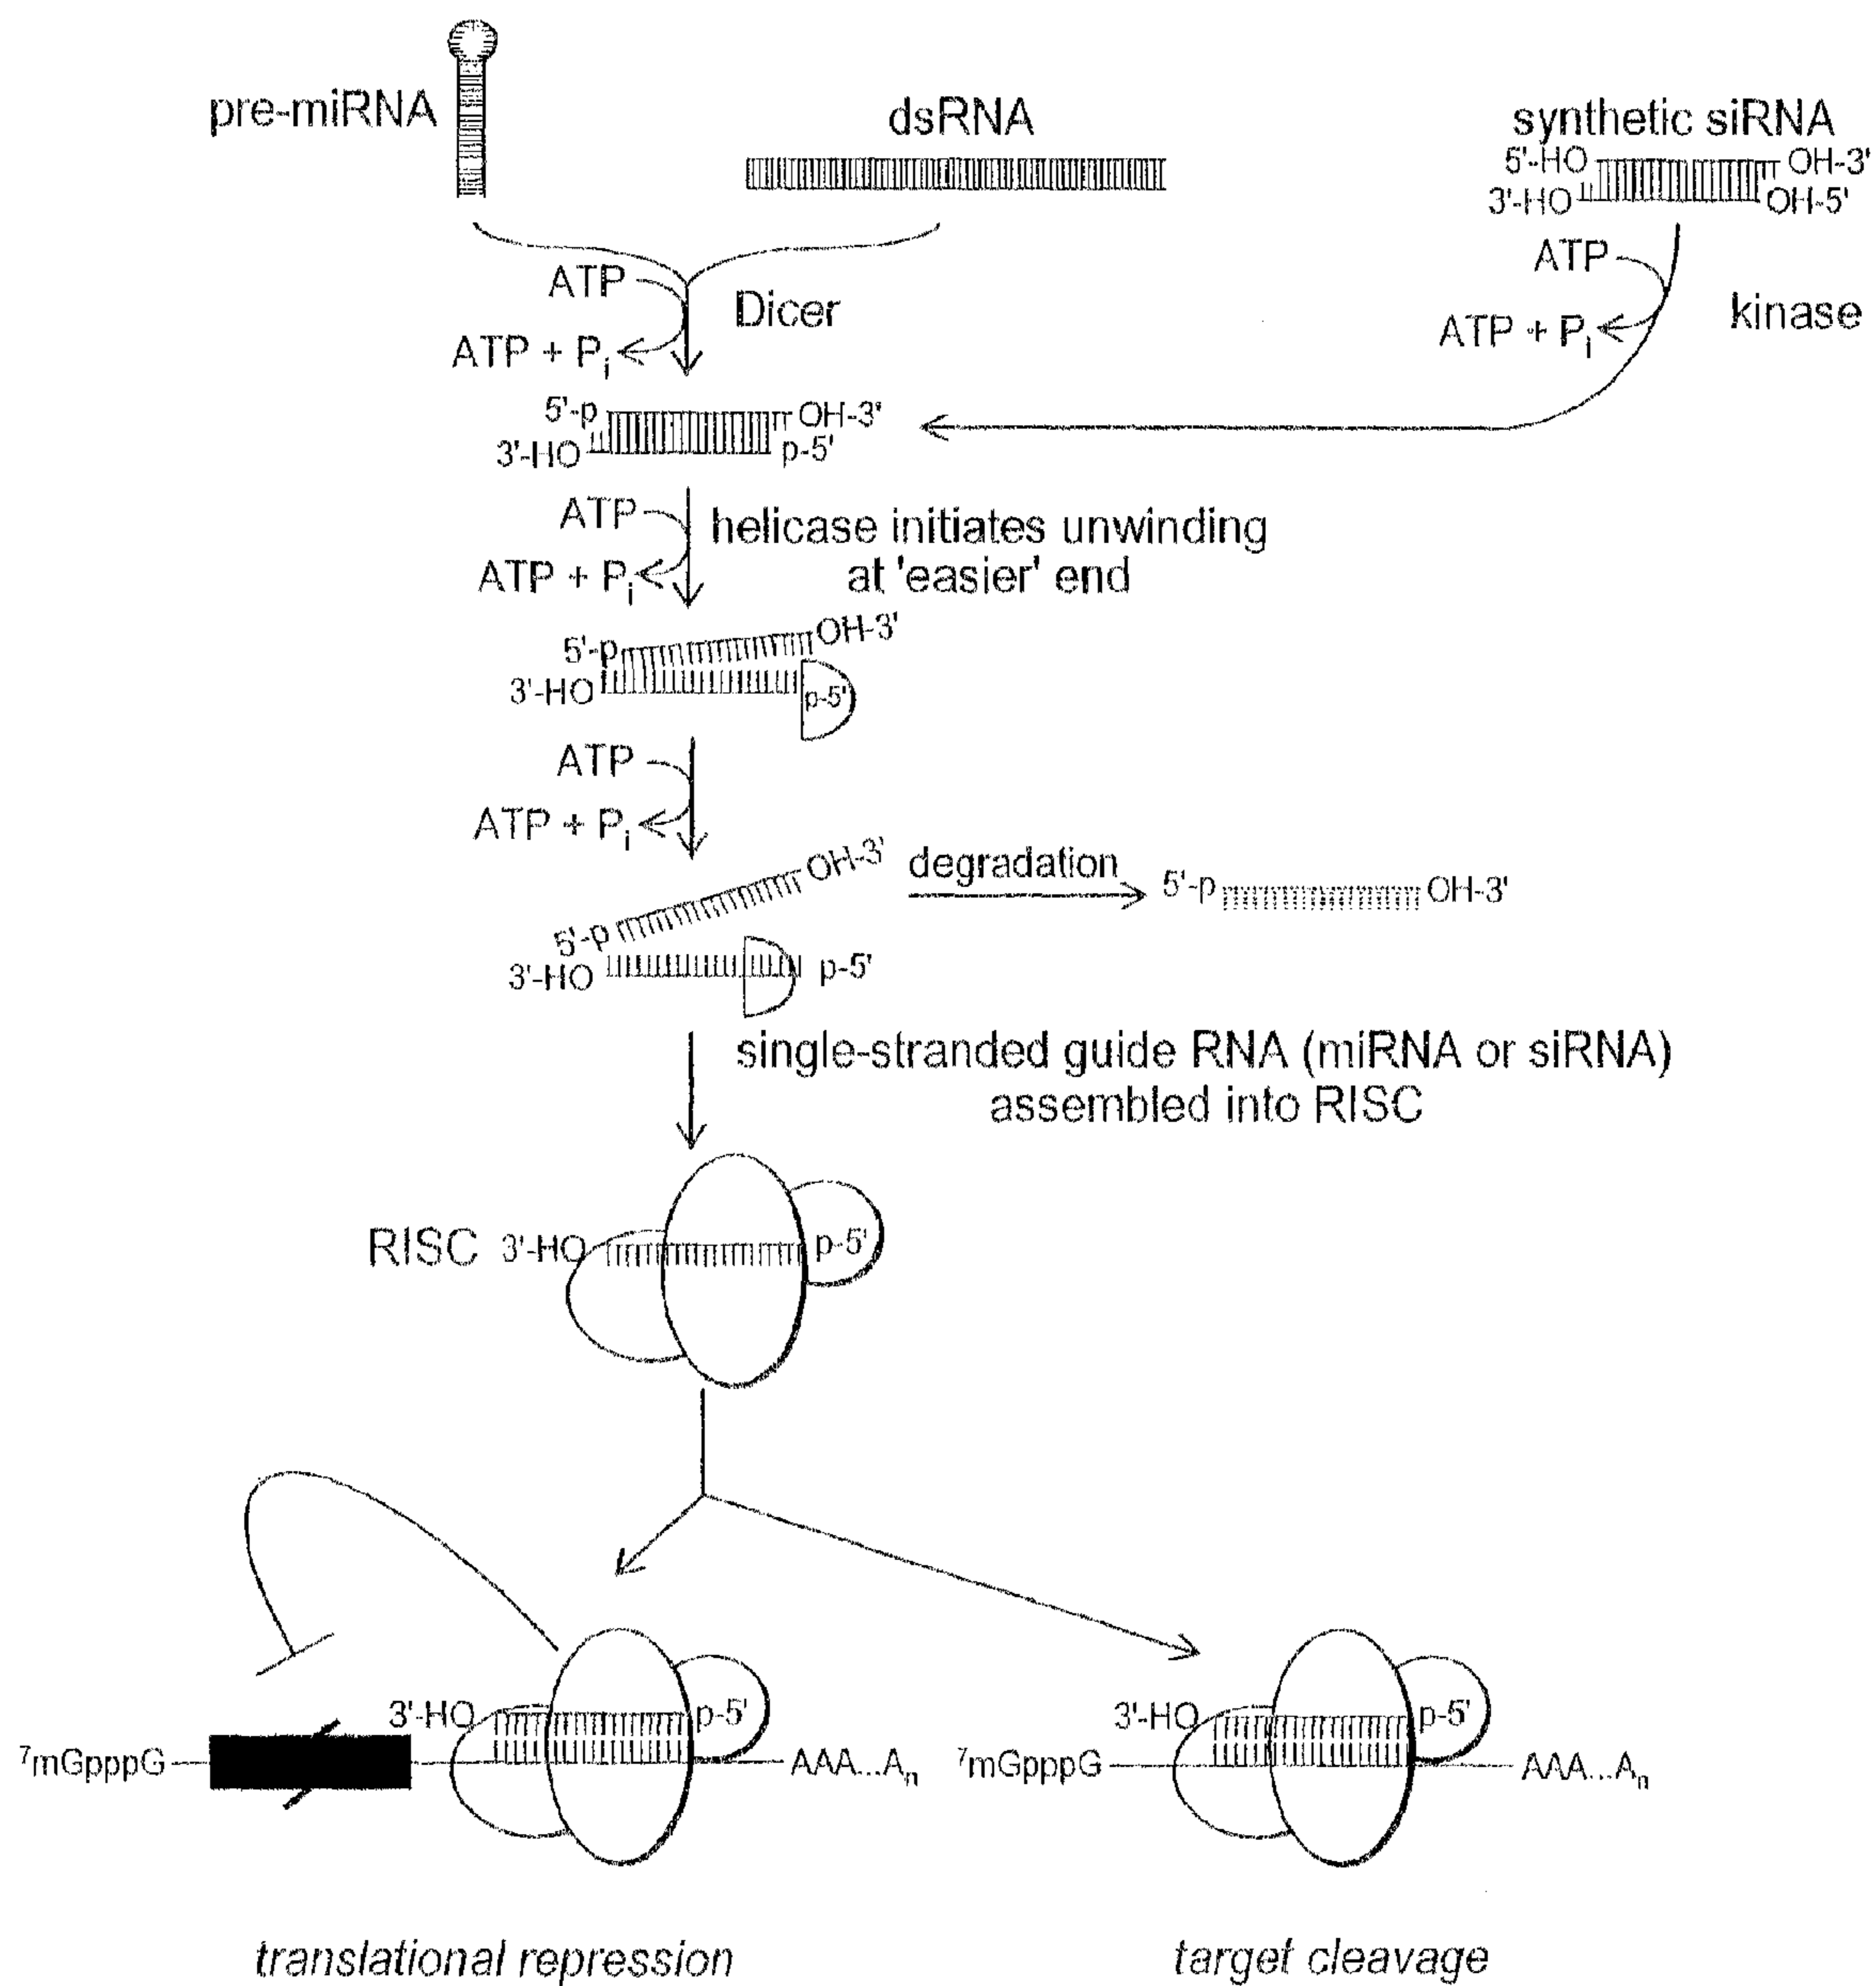 pre-miRNA
dsRNA
synthetic siRNA
5'-HO OH-3'
3'-HO OH-5'
ATP
ATP + Pi
Dicer
ATP
ATP + Pi
kinase
5'-p OH-3'
3'-HO p-5'
ATP
ATP + Pi
helicase initiates unwinding
at 'easier' end
5'-p OH-3'
3'-HO p-5'
ATP
ATP + Pi
5'-p OH-3'
3'-HO p-5'
degradation
5'-p OH-3'
single-stranded guide RNA (miRNA or siRNA)
assembled into RISC
RISC 3'-HO p-5'
3'-HO p-5'
7mGpppG AAA...An
3'-HO p-5'
7mGpppG AAA...An
translational repression
target cleavage